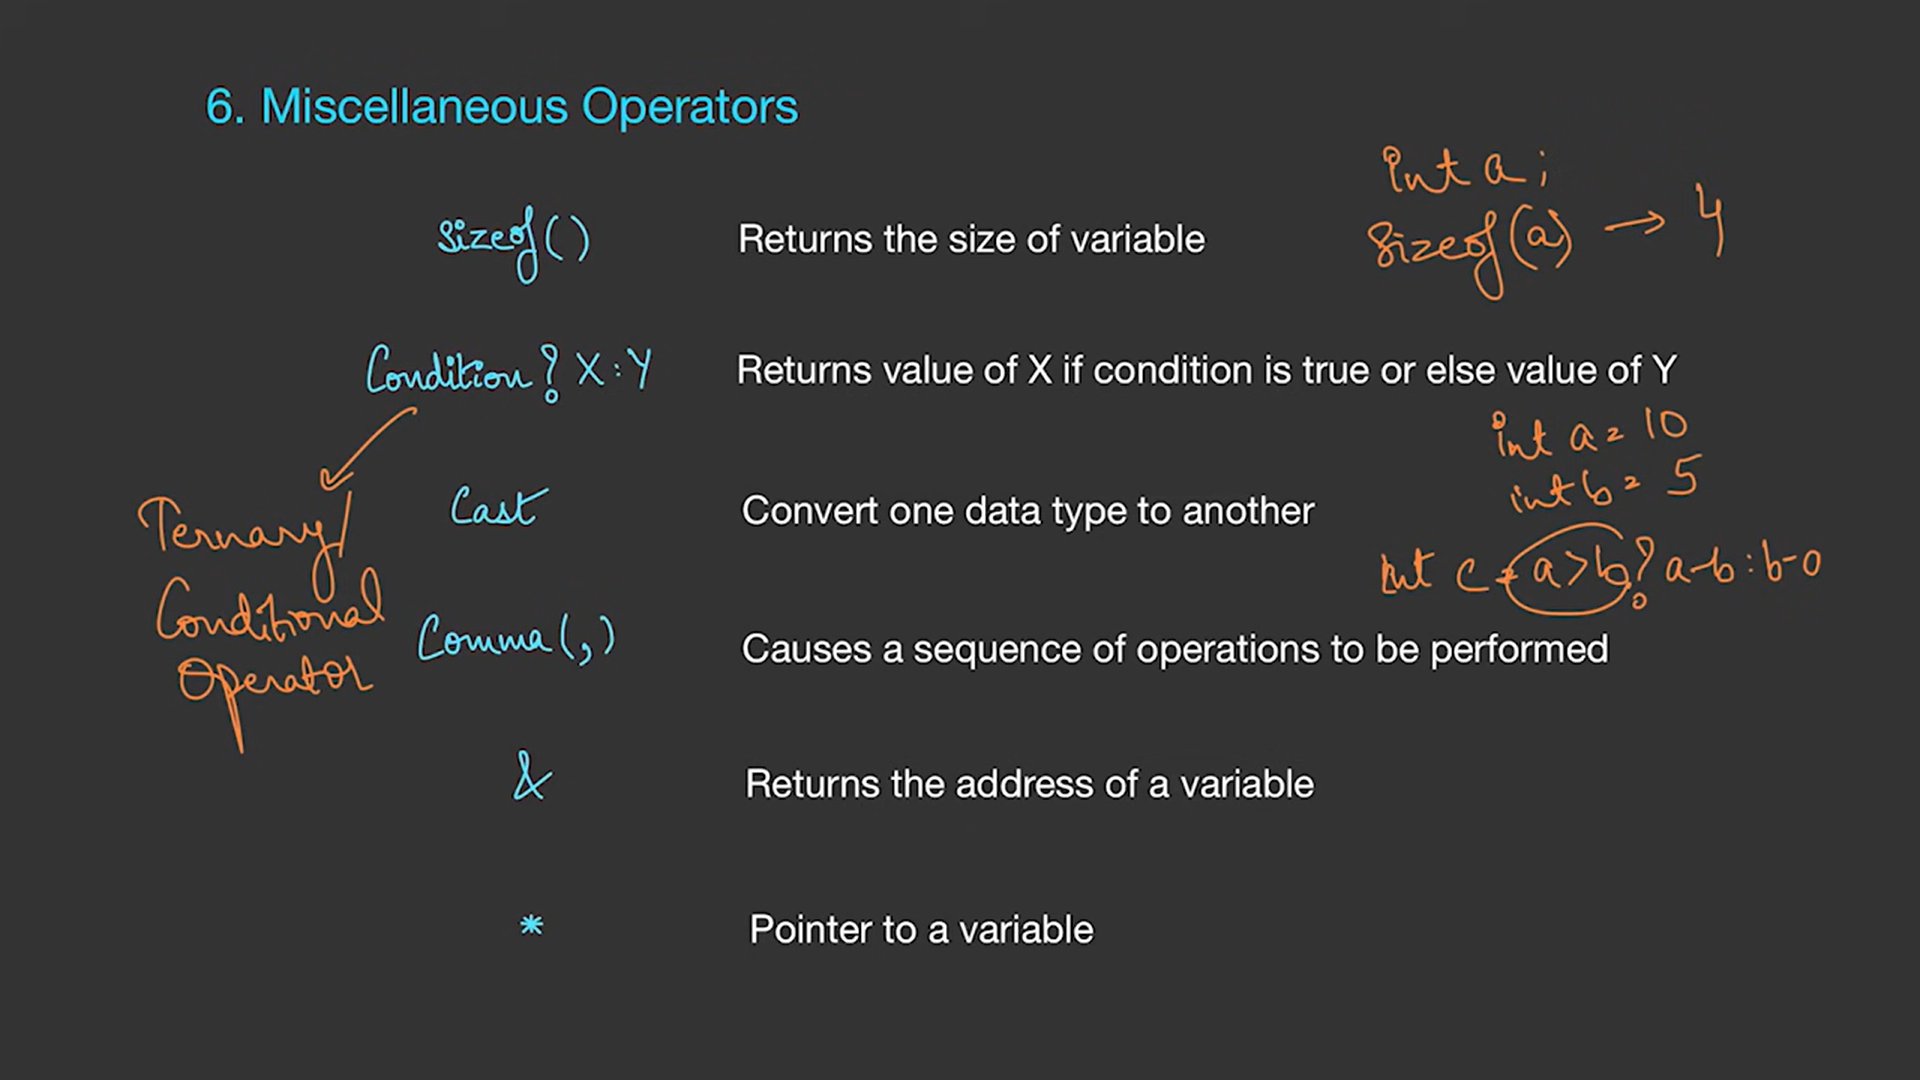 6. Miscellaneous Operators
int a;
Sizeof() Returns the size of variable Sizeof(a) → 4
Condition? X:Y Returns value of X if condition is true or else value of Y
int a = 10
int b = 5
Cast Convert one data type to another
Ternary/
int c = a>b? a-b:b-a
Conditional
Comma(,) Causes a sequence of operations to be performed
Operator
& Returns the address of a variable
* Pointer to a variable